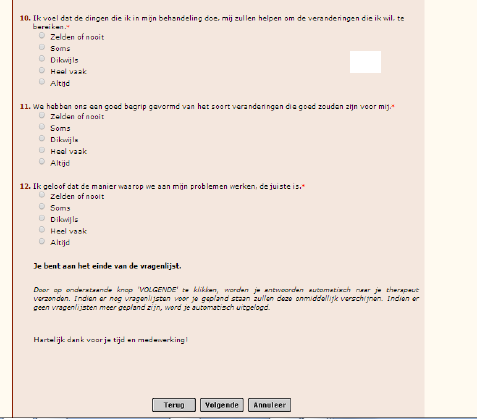 10. Ik voel dat de dingen die ik in mijn behandeling doe, mij zullen helpen om de veranderingen die ik wil, te
bereiken.*
Zelden of nooit
Soms
Dikwijls
Heel vaak
Altijd
11. We hebben ons een goed begrip gevormd van het soort veranderingen die goed zouden zijn voor mij.*
Zelden of nooit
Soms
Dikwijls
Heel vaak
Altijd
12. Ik geloof dat de manier waarop we aan mijn problemen werken, de juiste is.*
Zelden of nooit
Soms
Dikwijls
Heel vaak
Altijd
Je bent aan het einde van de vragenlijst.
Door op onderstaande knop 'VOLGENDE' te klikken, worden je antwoorden automatisch naar je therapeut
verzonden. Indien er nog vragenlijsten voor je gepland staan zullen deze onmiddellijk verschijnen. Indien er
geen vragenlijsten meer gepland zijn, word je automatisch uitgelogd.
Hartelijk dank voor je tijd en medewerking!
Terug Volgende Annuleer